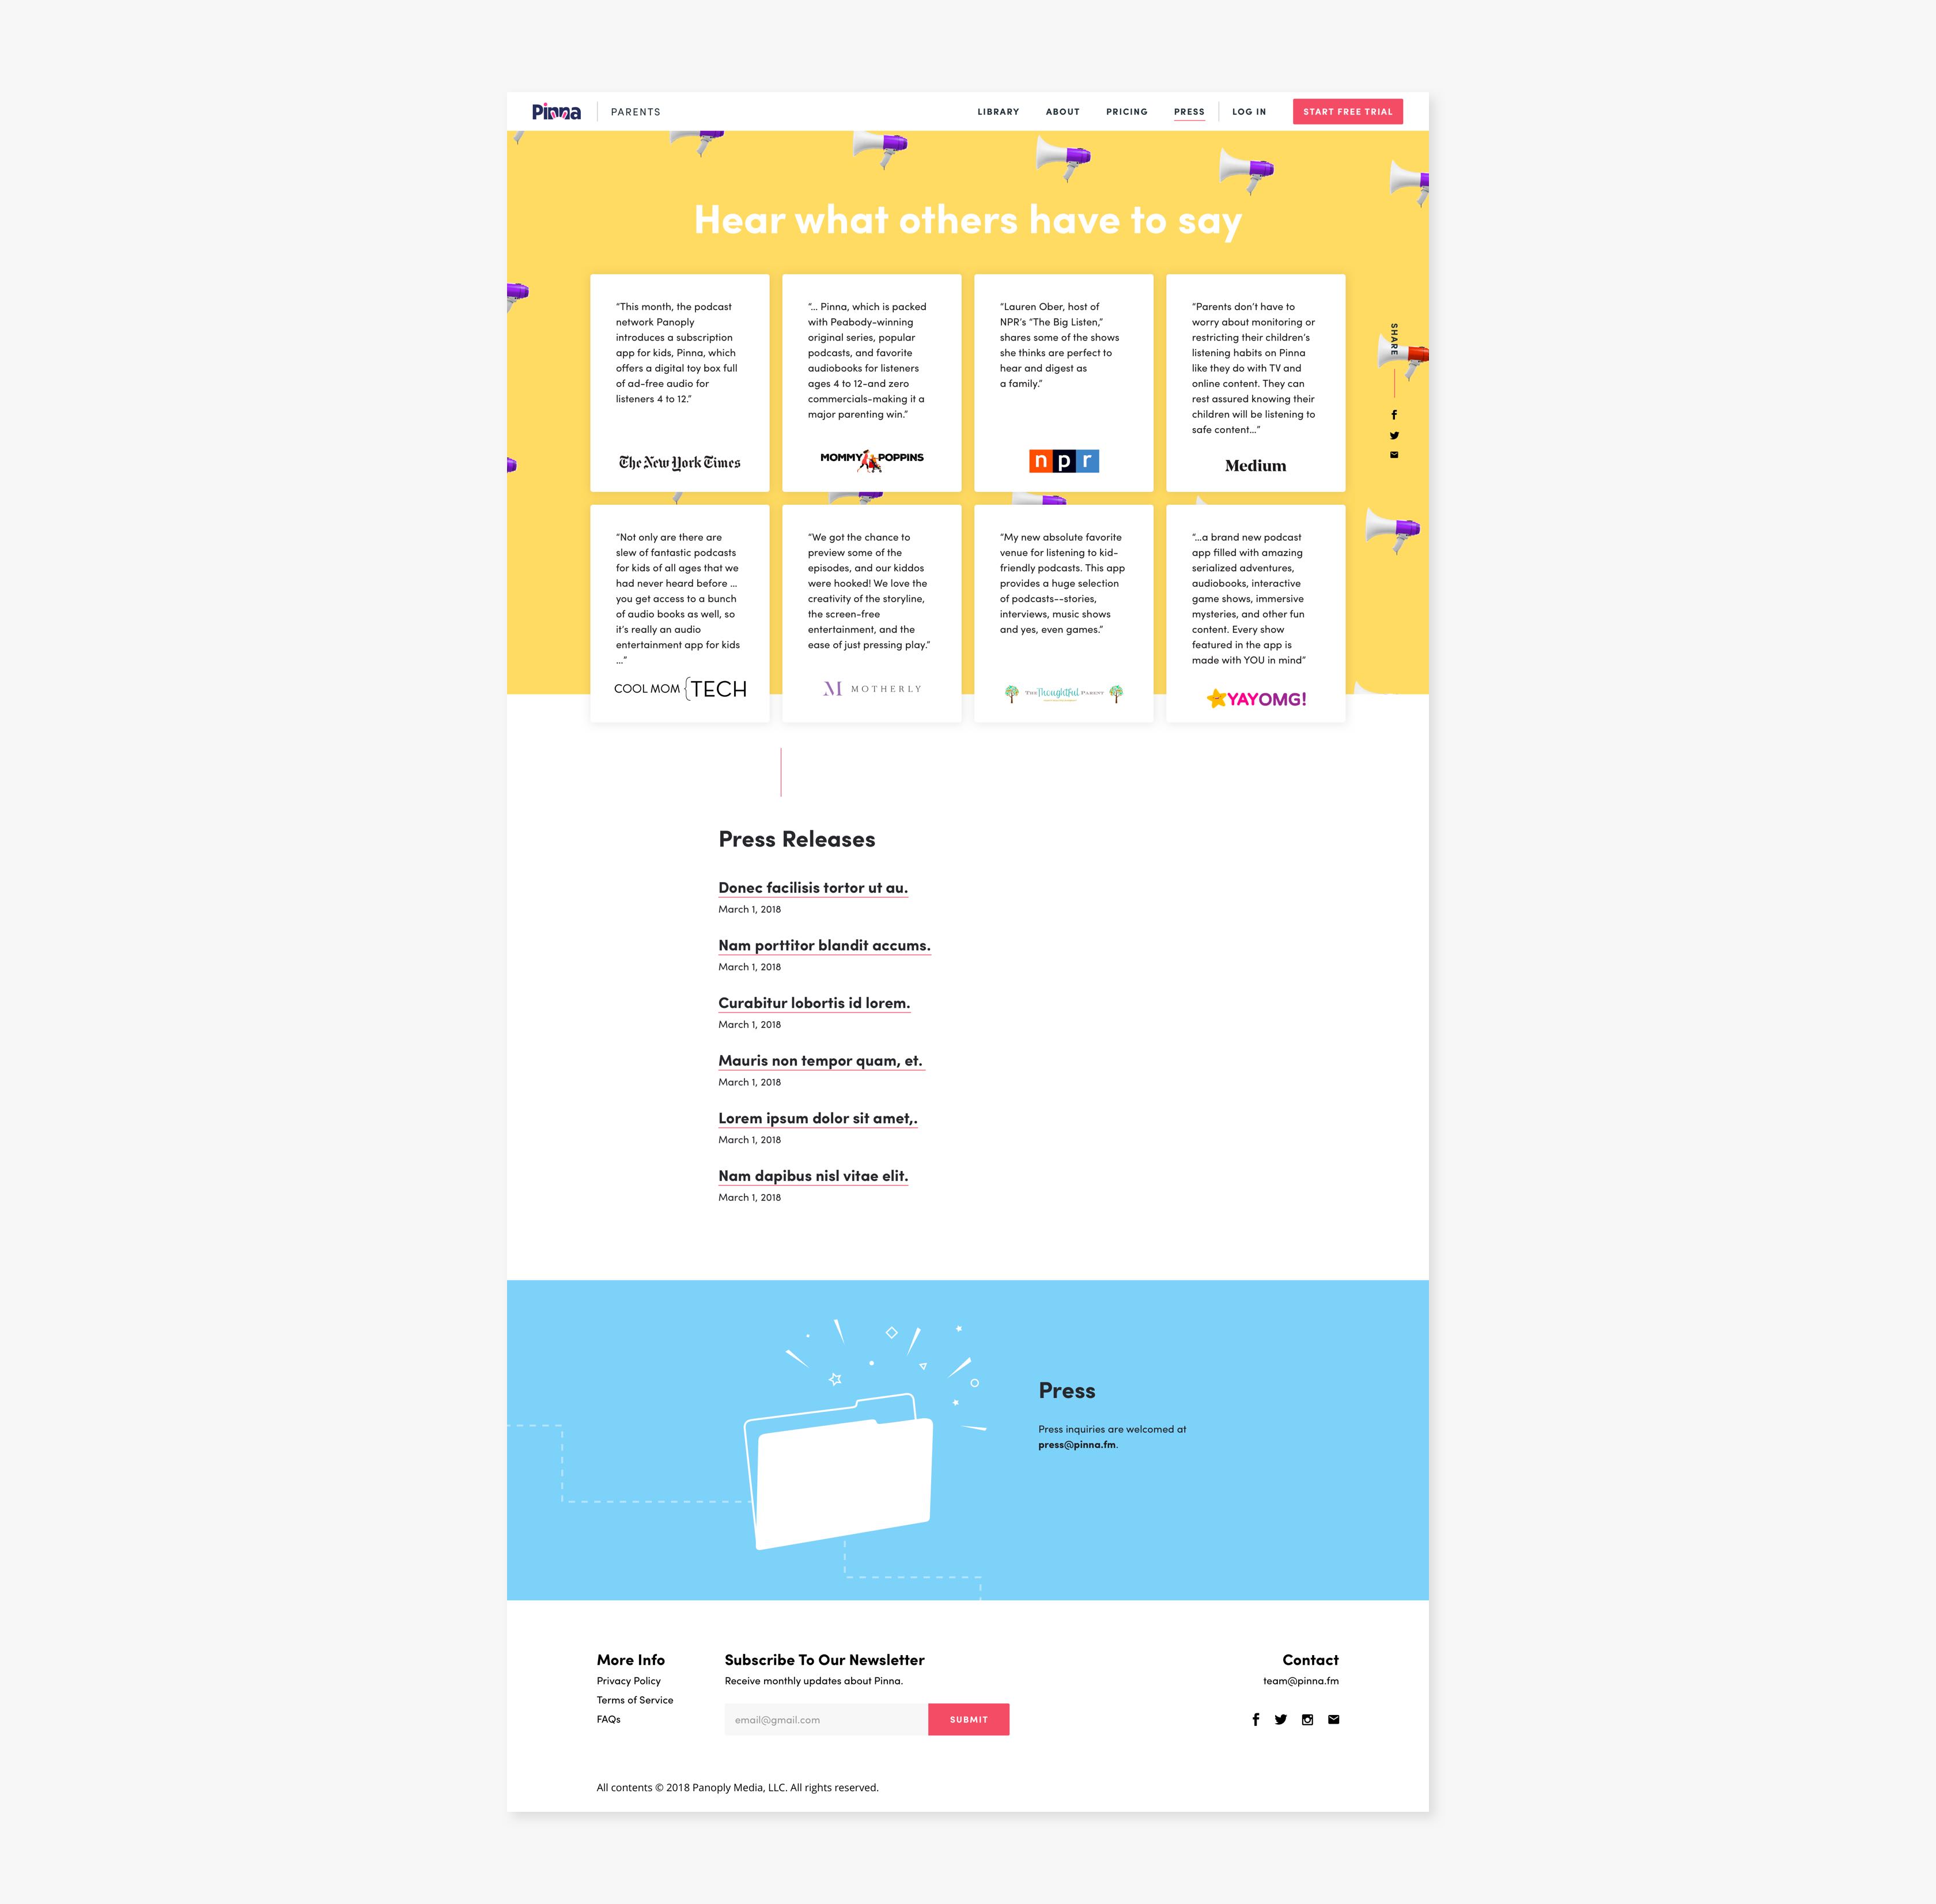 Pinna
PARENTS
LIBRARY
ABOUT
PRICING
PRESS
LOG IN
START FREE TRIAL
Hear what others have to say
“This month, the podcast
network Panoply
introduces a subscription
app for kids, Pinna, which
offers a digital toy box full
of ad-free audio for
listeners 4 to 12.”
The New York Times
“... Pinna, which is packed
with Peabody-winning
original series, popular
podcasts, and favorite
audiobooks for listeners
ages 4 to 12-and zero
commercials-making it a
major parenting win.”
MOMMY POPPINS
“Lauren Ober, host of
NPR’s “The Big Listen,”
shares some of the shows
she thinks are perfect to
hear and digest as
a family.”
npr
“Parents don’t have to
worry about monitoring or
restricting their children’s
listening habits on Pinna
like they do with TV and
online content. They can
rest assured knowing their
children will be listening to
safe content...”
Medium
SHARE
“Not only are there are
slew of fantastic podcasts
for kids of all ages that we
had never heard before ...
you get access to a bunch
of audio books as well, so
it’s really an audio
entertainment app for kids
...”
COOL MOM {TECH
“We got the chance to
preview some of the
episodes, and our kiddos
were hooked! We love the
creativity of the storyline,
the screen-free
entertainment, and the
ease of just pressing play.”
M MOTHERLY
“My new absolute favorite
venue for listening to kid-
friendly podcasts. This app
provides a huge selection
of podcasts--stories,
interviews, music shows
and yes, even games.”
THE Thoughtful PARENT
“...a brand new podcast
app filled with amazing
serialized adventures,
audiobooks, interactive
game shows, immersive
mysteries, and other fun
content. Every show
featured in the app is
made with YOU in mind”
YAYOMG!
Press Releases
Donec facilisis tortor ut au.
March 1, 2018
Nam porttitor blandit accums.
March 1, 2018
Curabitur lobortis id lorem.
March 1, 2018
Mauris non tempor quam, et.
March 1, 2018
Lorem ipsum dolor sit amet,.
March 1, 2018
Nam dapibus nisl vitae elit.
March 1, 2018
Press
Press inquiries are welcomed at
press@pinna.fm.
More Info
Privacy Policy
Terms of Service
FAQs
Subscribe To Our Newsletter
Receive monthly updates about Pinna.
email@gmail.com
SUBMIT
Contact
team@pinna.fm
All contents © 2018 Panoply Media, LLC. All rights reserved.